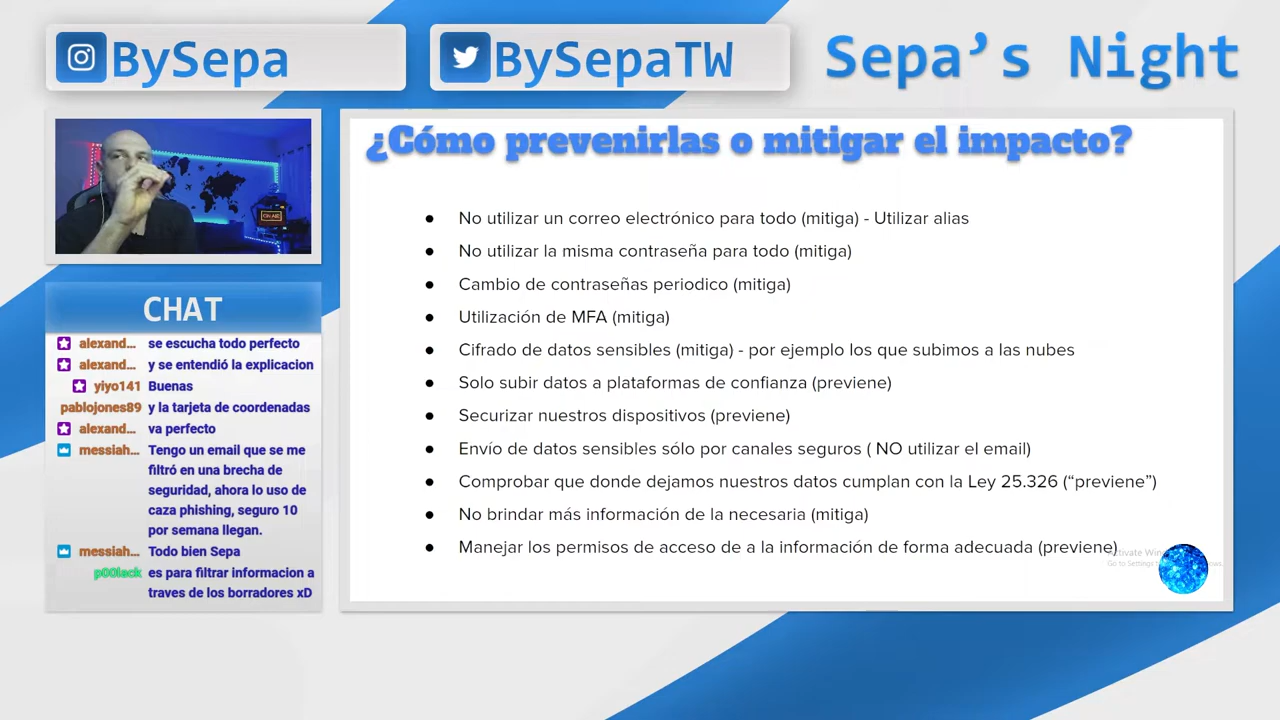 BySepa
BySepaTW
Sepa's Night
ON AIR
¿Cómo prevenirlas o mitigar el impacto?
● No utilizar un correo electrónico para todo (mitiga) - Utilizar alias
● No utilizar la misma contraseña para todo (mitiga)
● Cambio de contraseñas periodico (mitiga)
● Utilización de MFA (mitiga)
● Cifrado de datos sensibles (mitiga) - por ejemplo los que subimos a las nubes
● Solo subir datos a plataformas de confianza (previene)
● Securizar nuestros dispositivos (previene)
● Envío de datos sensibles sólo por canales seguros ( NO utilizar el email)
● Comprobar que donde dejamos nuestros datos cumplan con la Ley 25.326 (“previene”)
● No brindar más información de la necesaria (mitiga)
● Manejar los permisos de acceso de a la información de forma adecuada (previene)
Activate Win
Go to Settings
CHAT
alexand... se escucha todo perfecto
alexand... y se entendió la explicacion
yiyo141 Buenas
pablojones89 y la tarjeta de coordenadas
alexand... va perfecto
messiah... Tengo un email que se me
filtró en una brecha de
seguridad, ahora lo uso de
caza phishing, seguro 10
por semana llegan.
messiah... Todo bien Sepa
p00lack es para filtrar informacion a
traves de los borradores xD